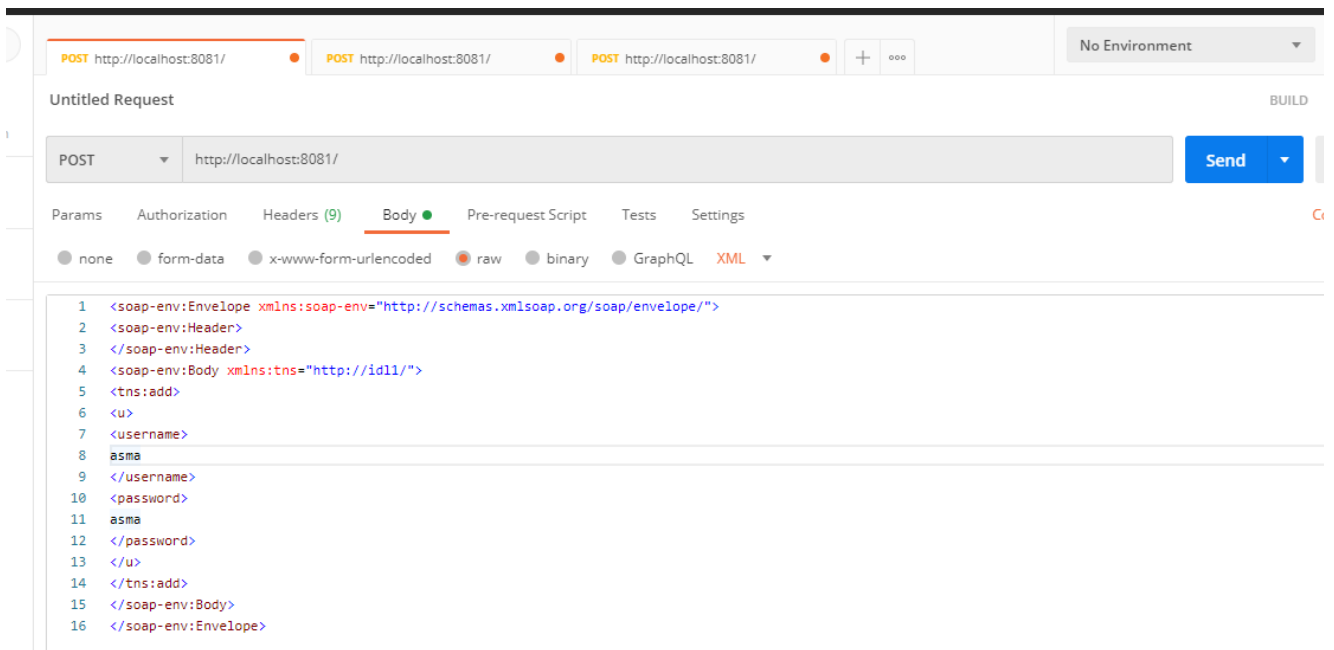 POST http://localhost:8081/ POST http://localhost:8081/ POST http://localhost:8081/ No Environment
Untitled Request BUILD
POST http://localhost:8081/ Send
Params Authorization Headers (9) Body Pre-request Script Tests Settings
none form-data x-www-form-urlencoded raw binary GraphQL XML
1 <soap-env:Envelope xmlns:soap-env="http://schemas.xmlsoap.org/soap/envelope/">
2 <soap-env:Header>
3 </soap-env:Header>
4 <soap-env:Body xmlns:tns="http://idl1/">
5 <tns:add>
6 <u>
7 <username>
8 asma
9 </username>
10 <password>
11 asma
12 </password>
13 </u>
14 </tns:add>
15 </soap-env:Body>
16 </soap-env:Envelope>